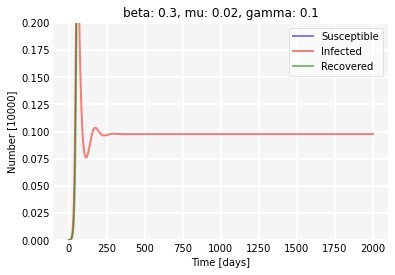 beta: 0.3, mu: 0.02, gamma: 0.1
0.200
0.175
0.150
0.125
0.100
0.075
0.050
0.025
0.000
Number [10000]
Susceptible
Infected
Recovered
0 250 500 750 1000 1250 1500 1750 2000
Time [days]